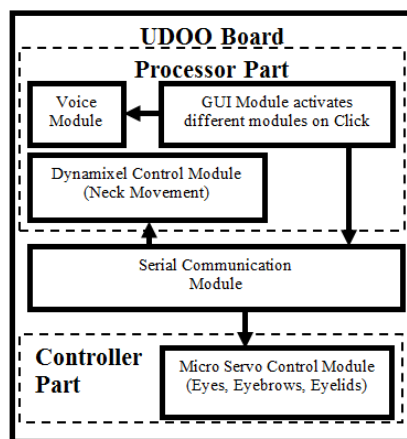 UDOO Board
Processor Part
Voice
Module
GUI Module activates
different modules on Click
Dynamixel Control Module
(Neck Movement)
Serial Communication
Module
Controller
Part
Micro Servo Control Module
(Eyes, Eyebrows, Eyelids)